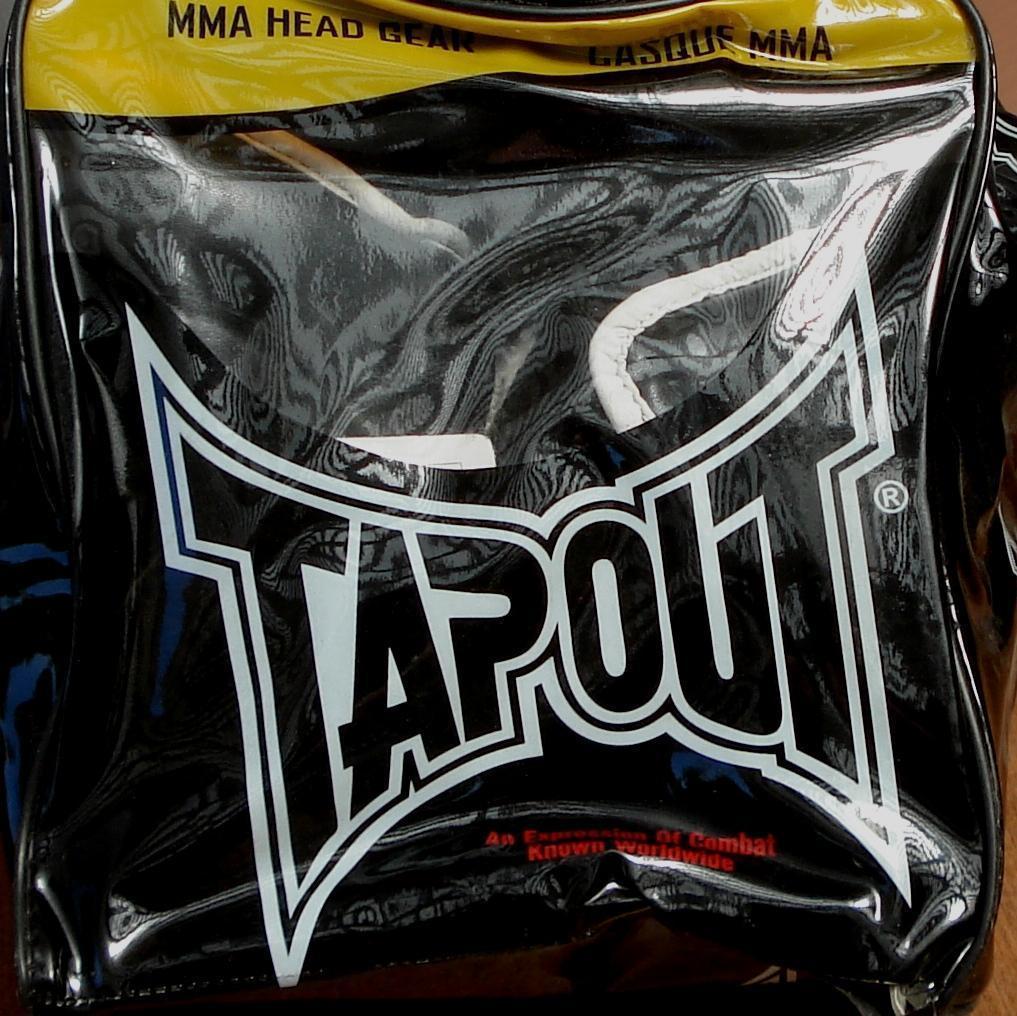 MMA HEAD GEAR
CASQUE MMA
TAPOUT
®
An Expression Of Combat
Known Worldwide